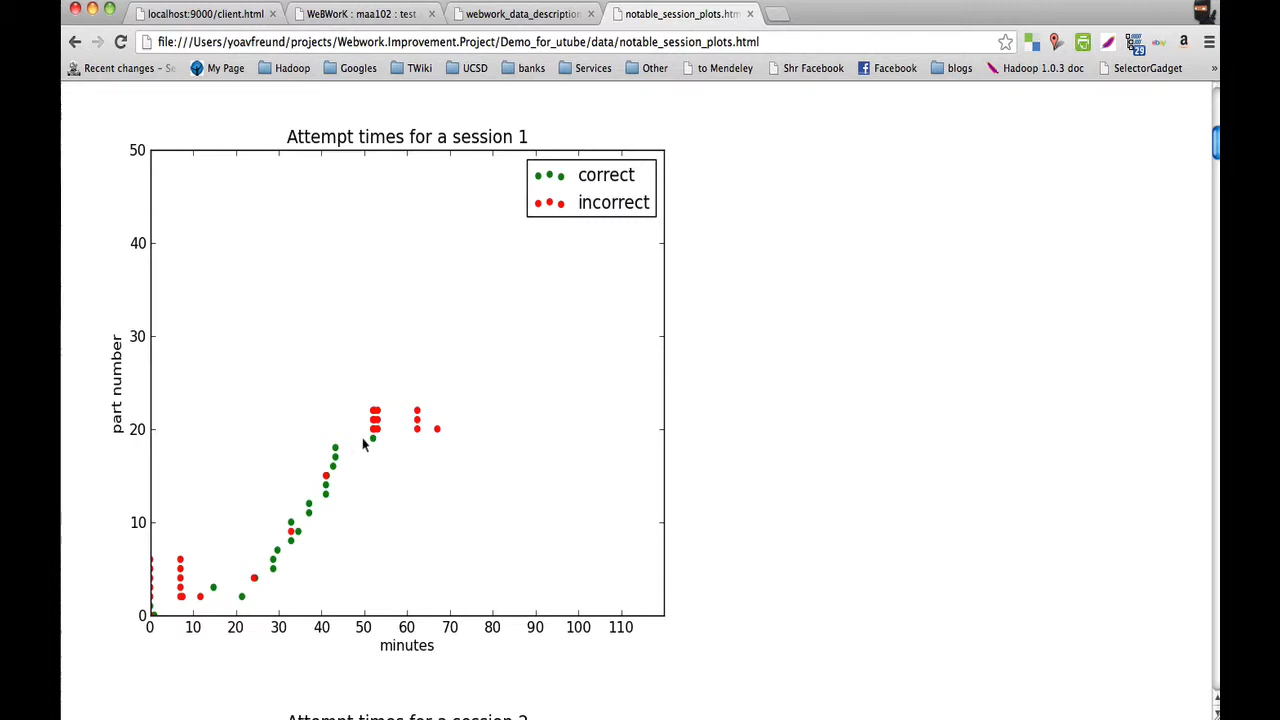 localhost:9000/client.html
WeBWorK : maa102 : test
webwork_data_description
notable_session_plots.htm
file:///Users/yoavfreund/projects/Webwork.Improvement.Project/Demo_for_utube/data/notable_session_plots.html
29
ebay
a
Recent changes - Se
My Page
Hadoop
Googles
TWiki
UCSD
banks
Services
Other
to Mendeley
Shr Facebook
Facebook
blogs
Hadoop 1.0.3 doc
SelectorGadget
»
Attempt times for a session 1
correct
incorrect
50
40
30
20
10
0
part number
0 10 20 30 40 50 60 70 80 90 100 110
minutes
Attempt times for a session 2